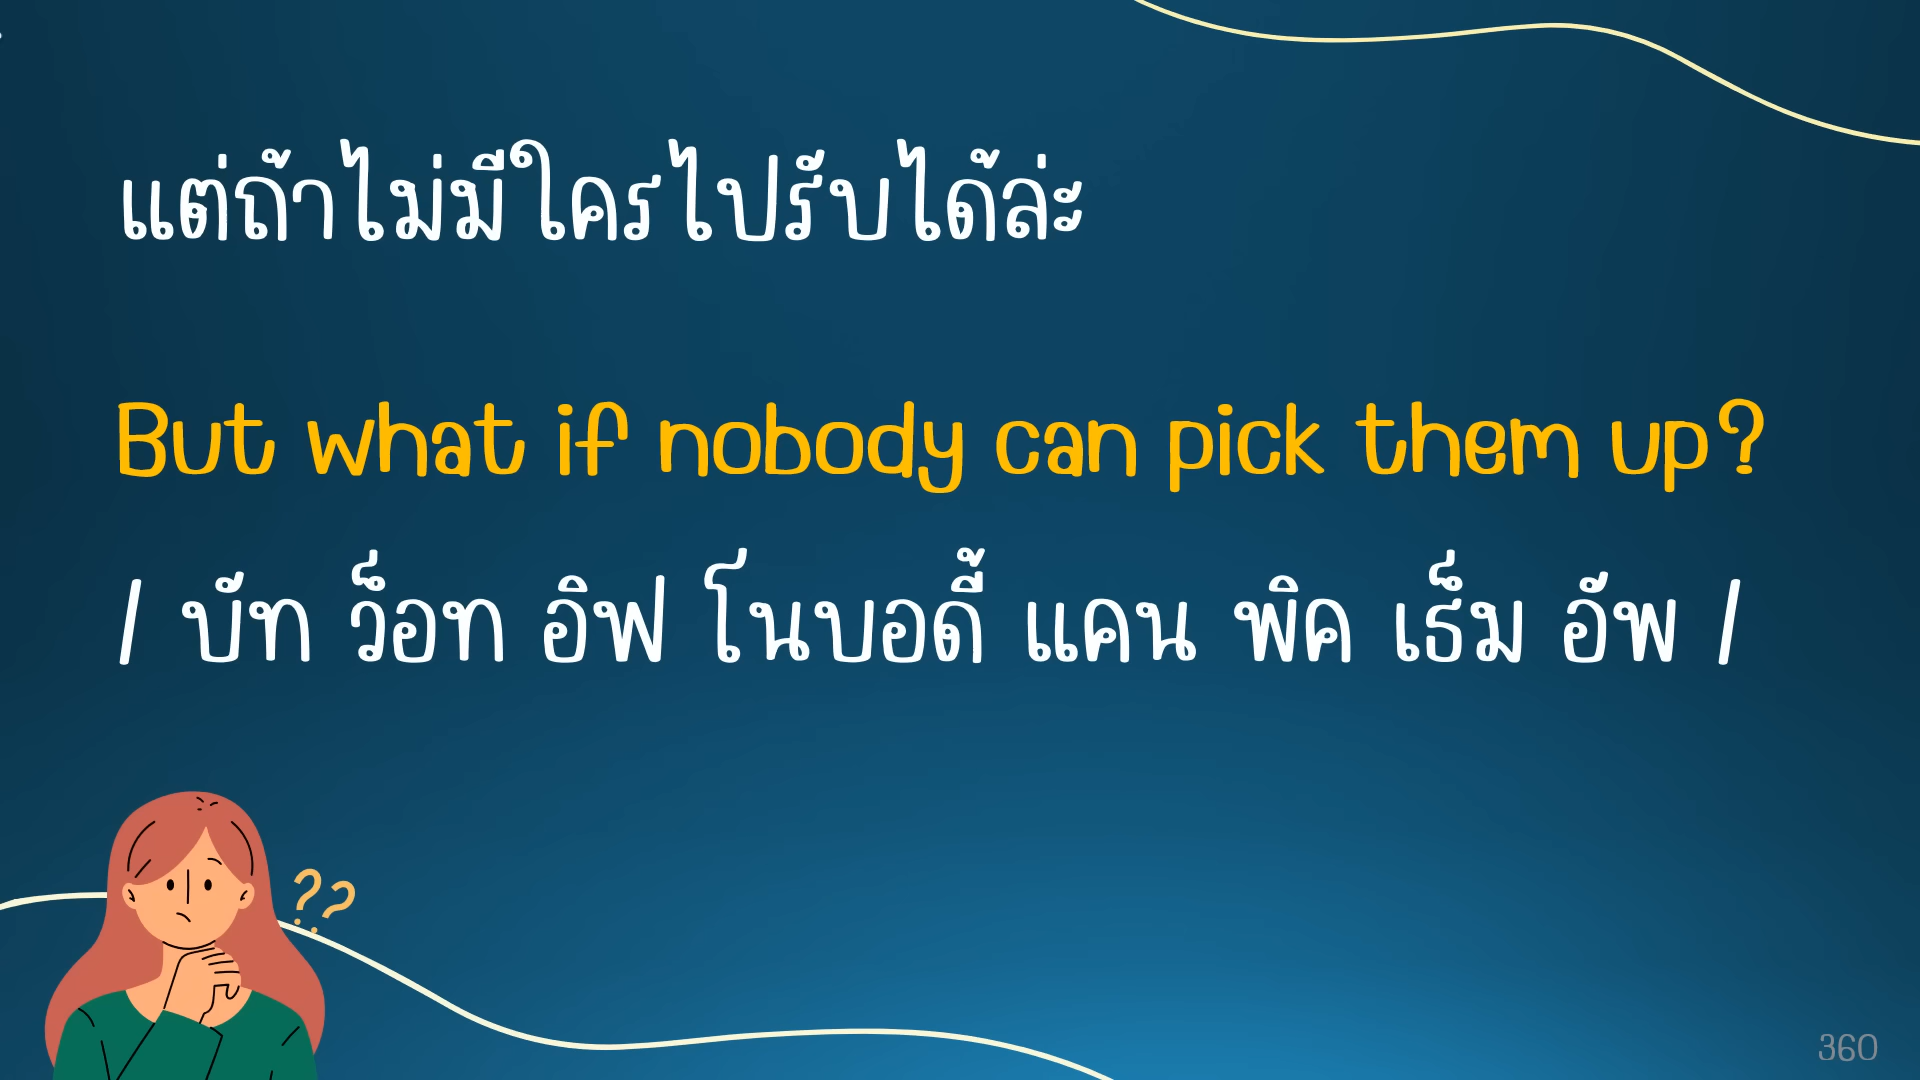 แต่ถ้าไม่มีใครไปรับได้ล่ะ
But what if nobody can pick them up?
/ บัท ว็อท อิฟ โนบอดี้ แคน พิค เธ็ม อัพ /
??
360